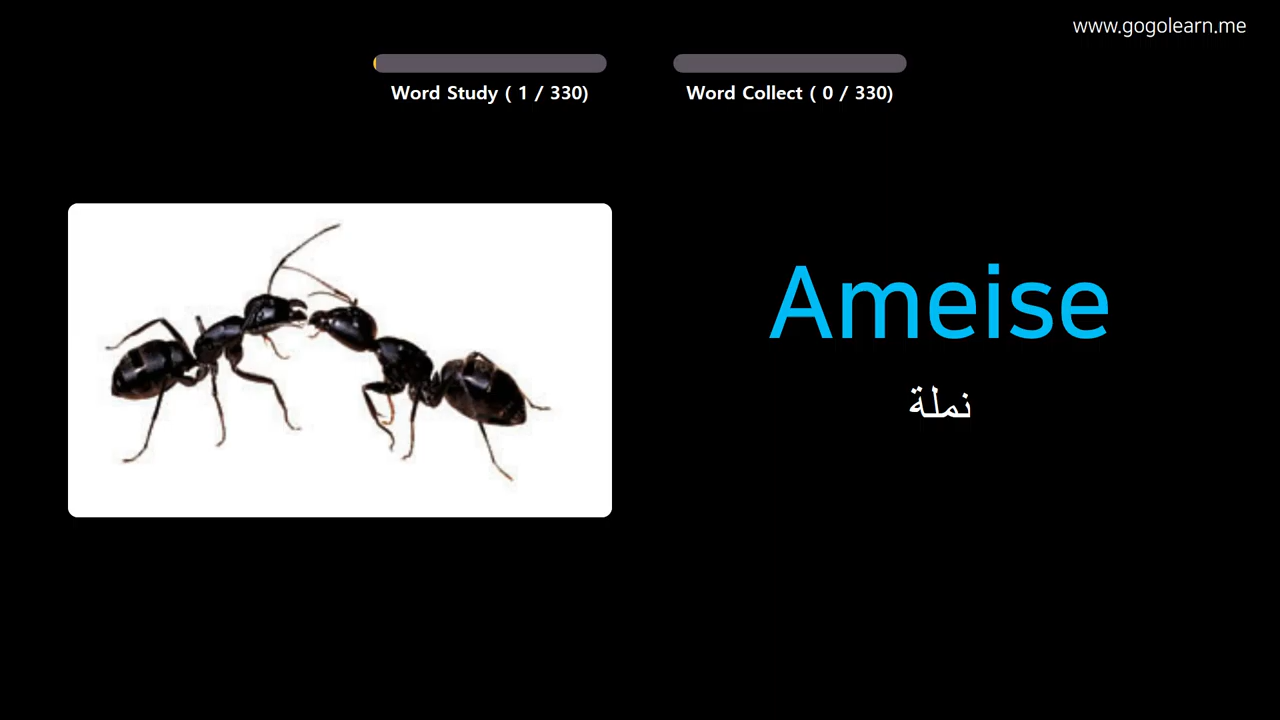 www.gogolearn.me
Word Study ( 1 / 330)
Word Collect ( 0 / 330)
Ameise
نملة